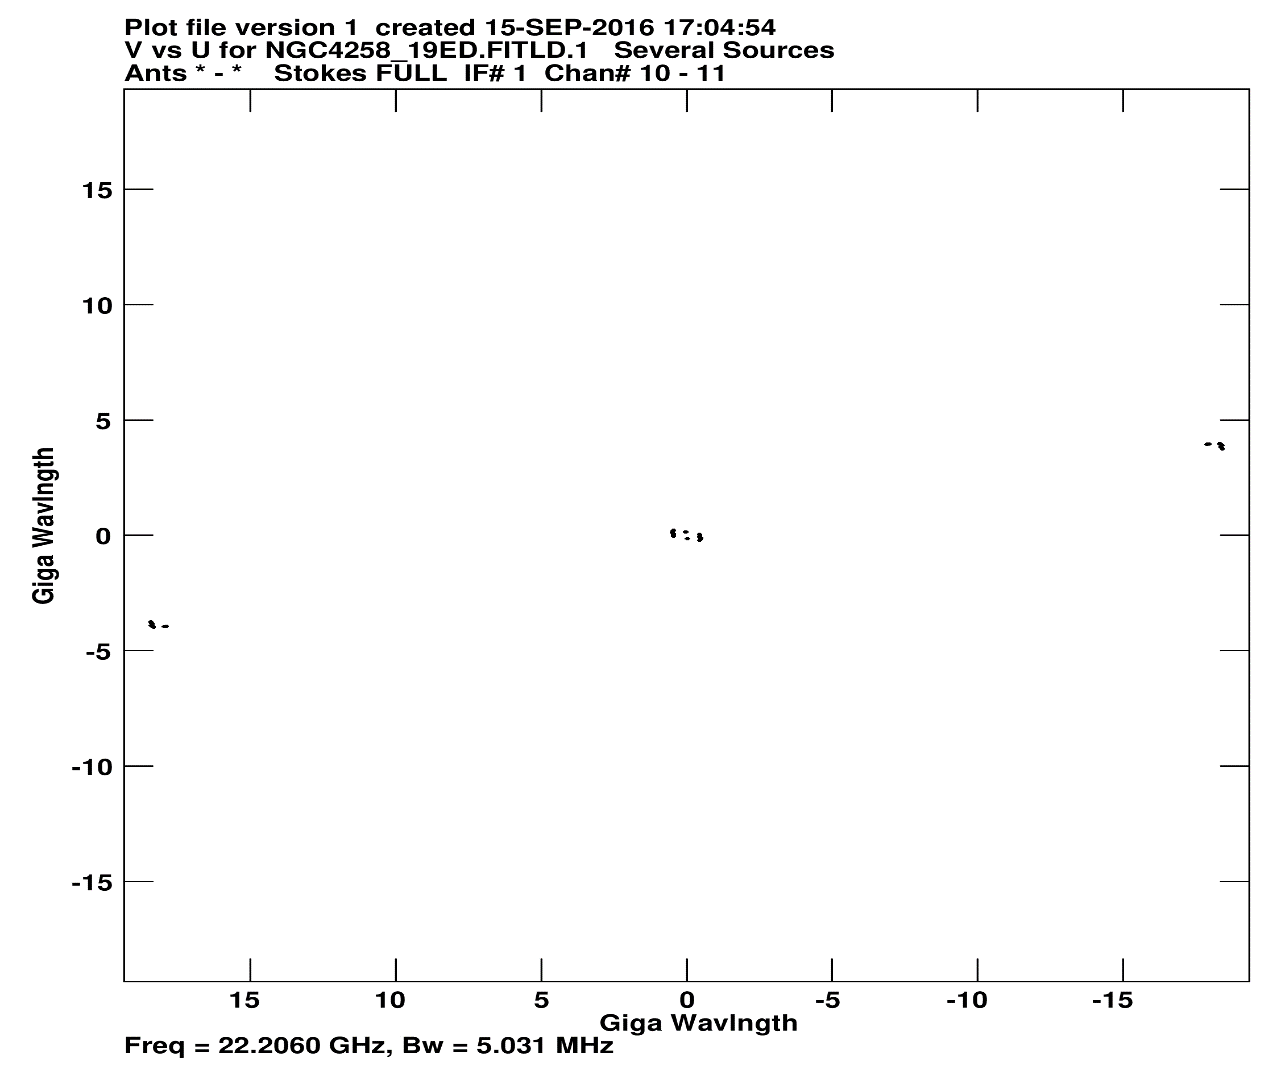 Plot file version 1  created 15-SEP-2016 17:04:54
V vs U for NGC4258_19ED.FITLD.1   Several Sources
Ants * - *    Stokes FULL  IF# 1  Chan# 10 - 11
15
10
5
0
-5
-10
-15
Giga Wavlngth
15 10 5 0 -5 -10 -15
Giga Wavlngth
Freq = 22.2060 GHz, Bw = 5.031 MHz